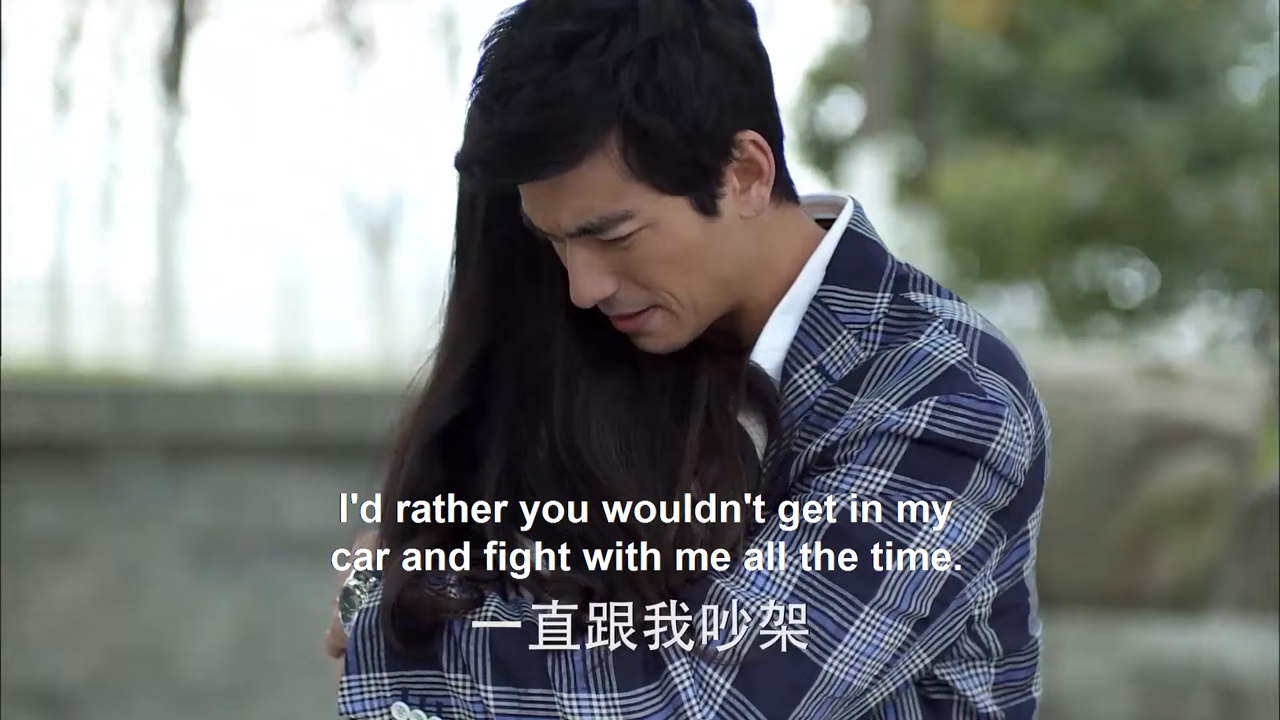 I'd rather you wouldn't get in my
car and fight with me all the time.
一直跟我吵架